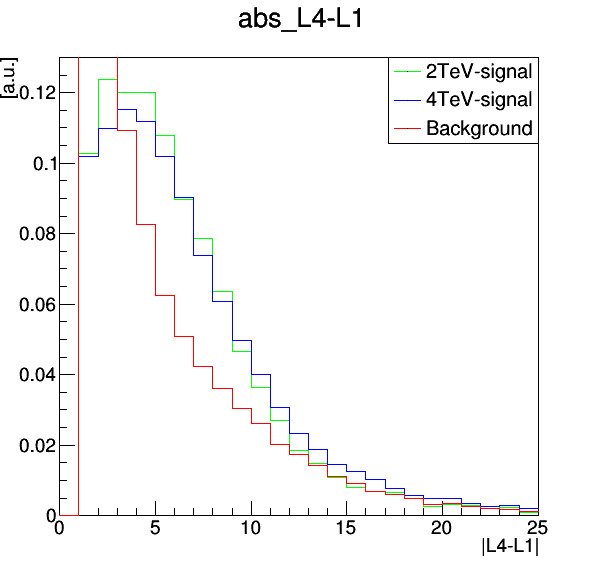 abs_L4-L1
[a.u.]
2TeV-signal
4TeV-signal
Background
0.12
0.1
0.08
0.06
0.04
0.02
0
0 5 10 15 20 25
|L4-L1|